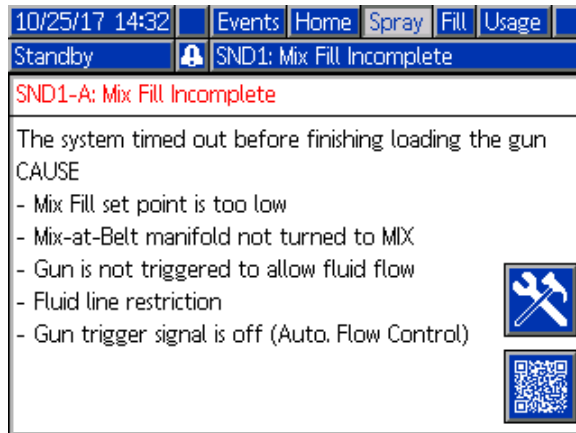 10/25/17 14:32 Events Home Spray Fill Usage
Standby SND1: Mix Fill Incomplete
SND1-A: Mix Fill Incomplete
The system timed out before finishing loading the gun
CAUSE
- Mix Fill set point is too low
- Mix-at-Belt manifold not turned to MIX
- Gun is not triggered to allow fluid flow
- Fluid line restriction
- Gun trigger signal is off (Auto. Flow Control)